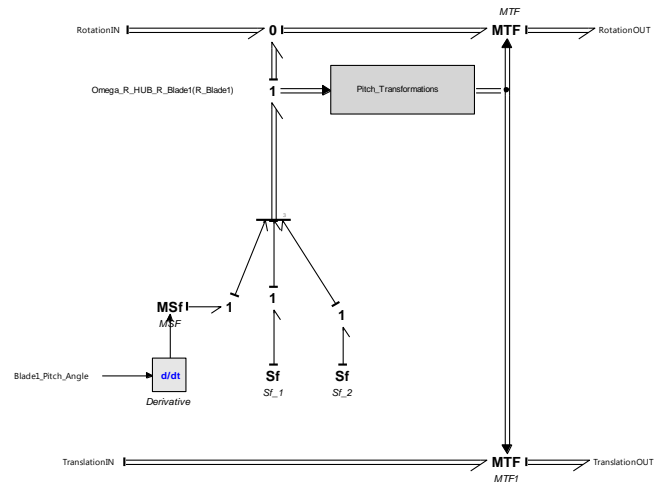 MTF
RotationIN
0
MTF
RotationOUT
Omega_R_HUB_R_Blade1(R_Blade1)
1
Pitch_Transformations
3
1
MSf
1
1
MSF
Blade1_Pitch_Angle
d/dt
Sf
Sf
Derivative
Sf_1
Sf_2
TranslationIN
MTF
TranslationOUT
MTF1